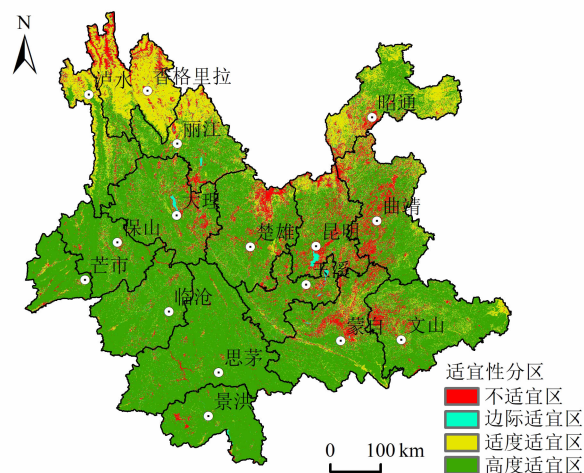 N
泸水
香格里拉
昭通
丽江
大理
曲靖
保山
楚雄
昆明
玉溪
芒市
临沧
蒙自
文山
思茅
景洪
适宜性分区
不适宜区
边际适宜区
适度适宜区
高度适宜区
0 100 km